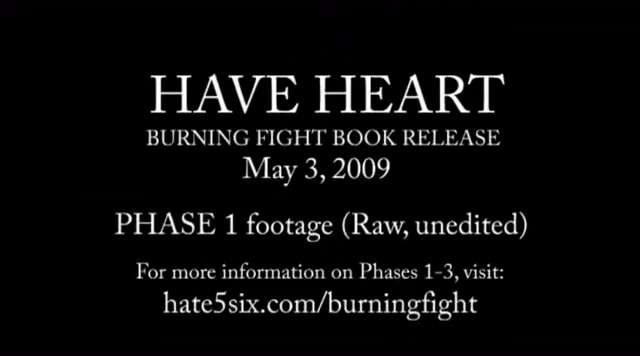 HAVE HEART
BURNING FIGHT BOOK RELEASE
May 3, 2009
PHASE 1 footage (Raw, unedited)
For more information on Phases 1-3, visit:
hate5six.com/burningfight